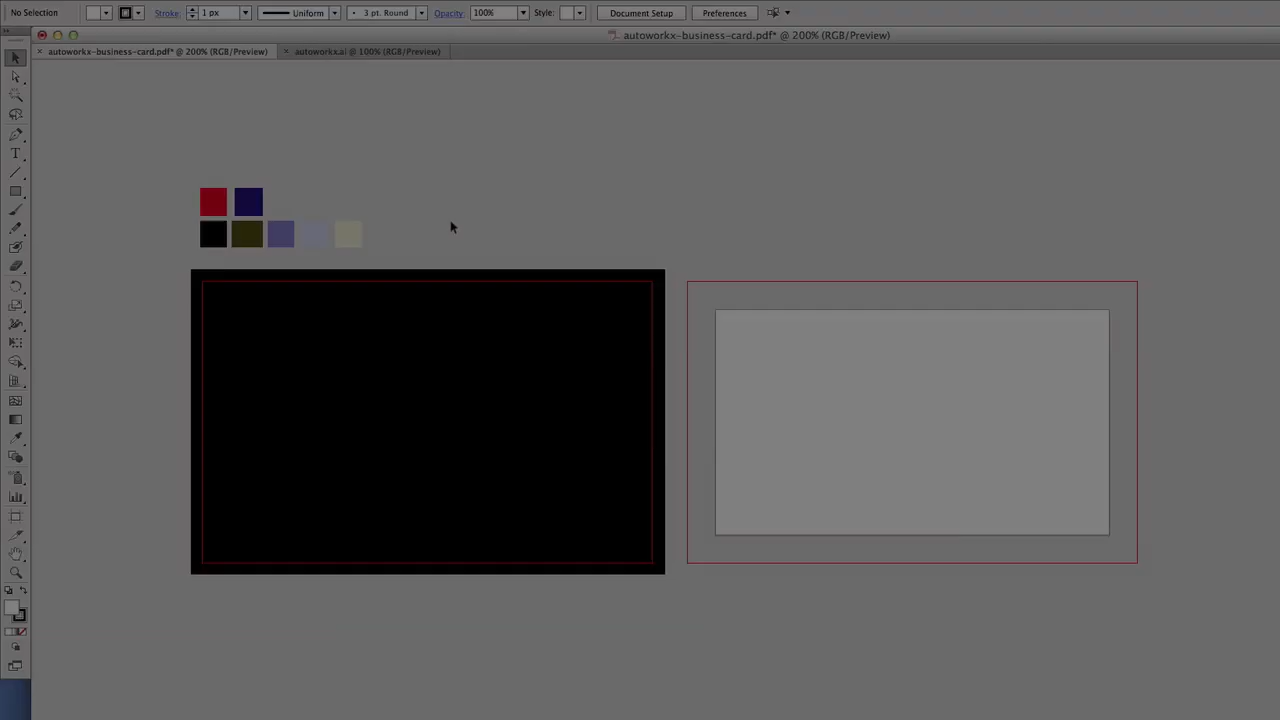 No Selection Stroke: 1 px Uniform 3 pt. Round Opacity: 100% Style: Document Setup Preferences
autoworkx-business-card.pdf* @ 200% (RGB/Preview)
autoworkx-business-card.pdf* @ 200% (RGB/Preview) autoworkx.ai @ 100% (RGB/Preview)
T